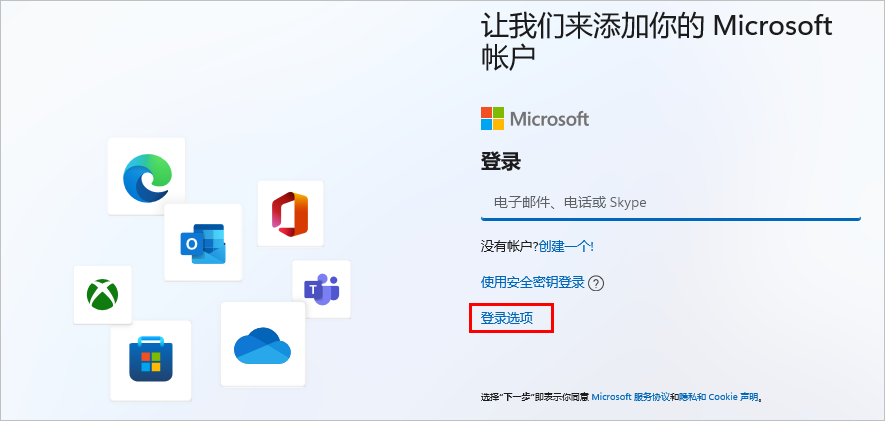 让我们来添加你的 Microsoft
帐户
Microsoft
登录
电子邮件、电话或 Skype
没有帐户?创建一个!
使用安全密钥登录 ?
登录选项
选择"下一步"即表示你同意 Microsoft 服务协议和隐私和 Cookie 声明。
O
T